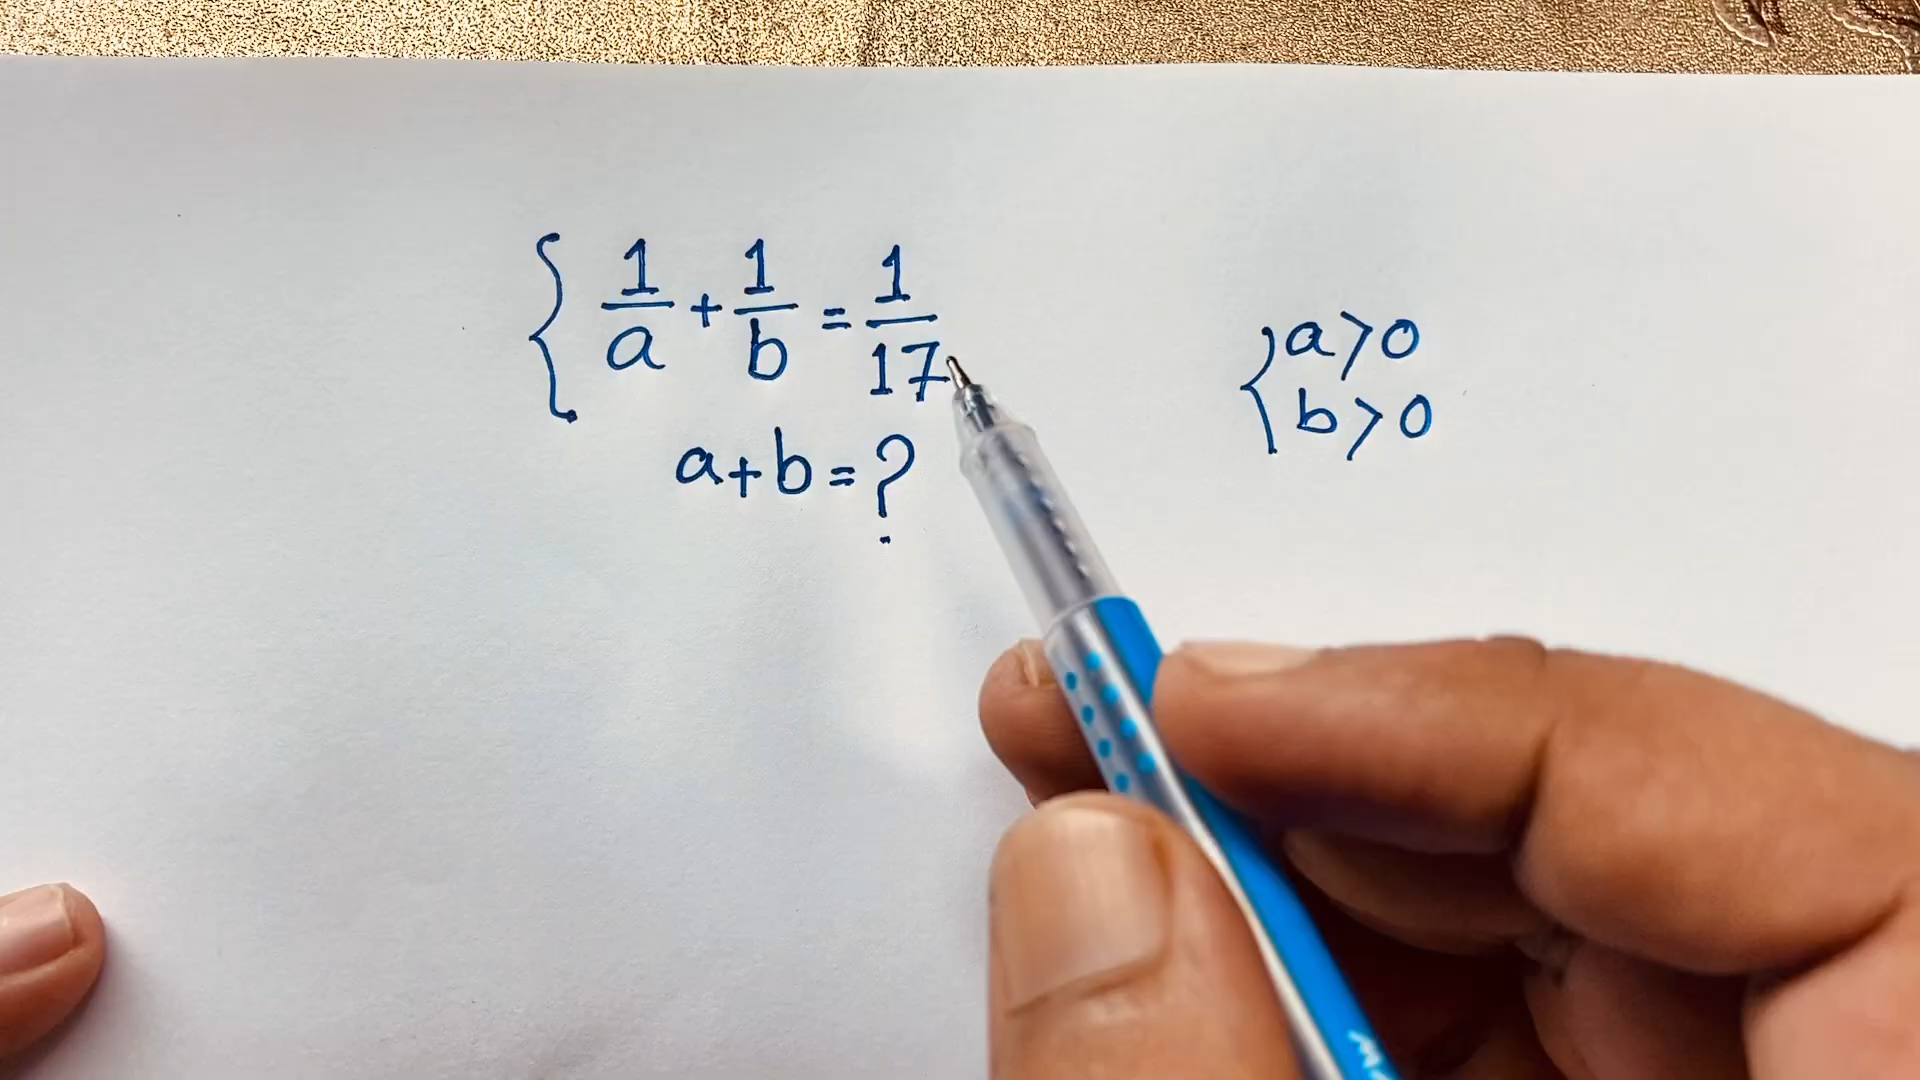 { 1/a + 1/b = 1/17
a+b=?
{ a>0
b>0